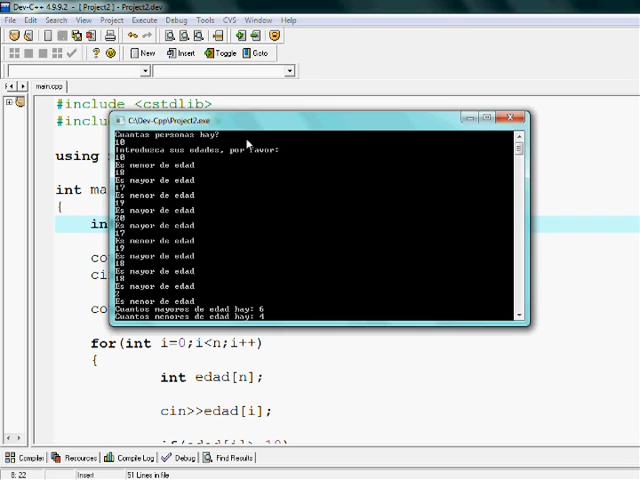 Dev-C++ 4.9.9.2 - [ Project2 ] - Project2.dev
File Edit Search View Project Execute Debug Tools CVS Window Help
New Insert Toggle Goto
main.cpp
#include <cstdlib>
#inclu
C:\Dev-Cpp\Project2.exe
Cuantas personas hay?
10
Introduzca sus edades, por favor:
10
Es menor de edad
18
Es mayor de edad
17
Es menor de edad
19
Es mayor de edad
20
Es mayor de edad
17
Es menor de edad
19
Es mayor de edad
18
Es mayor de edad
18
Es mayor de edad
2
Es menor de edad
Cuantos mayores de edad hay: 6
Cuantos menores de edad hay: 4
using
int ma
{
in
co
ci
co
for(int i=0;i<n;i++)
{
int edad[n];
cin>>edad[i];
Compiler Resources Compile Log Debug Find Results
8: 22 Insert 51 Lines in file